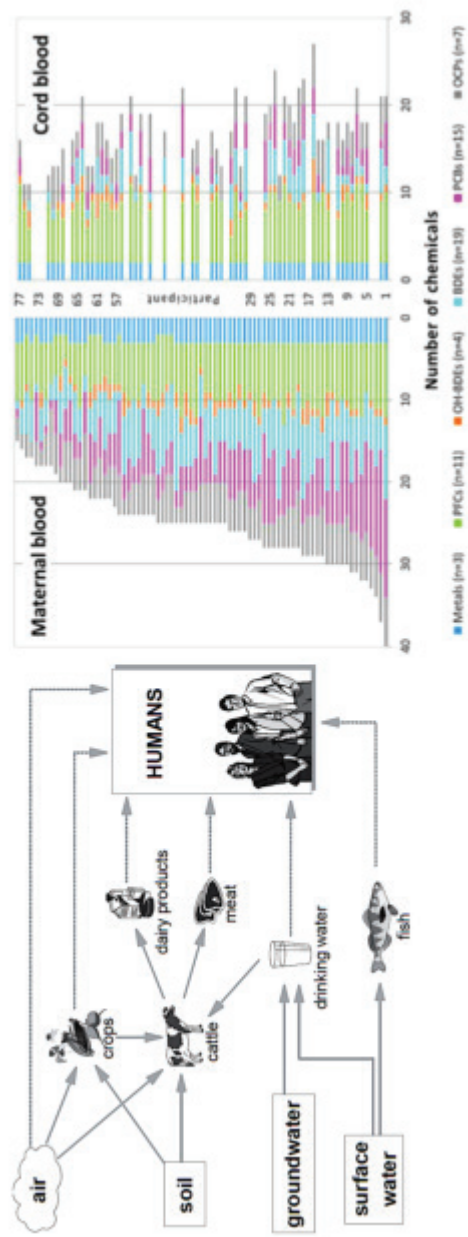 air
soil
groundwater
surface
water
crops
cattle
drinking water
fish
dairy products
meat
HUMANS
Maternal blood
Cord blood
40
30
20
10
0
0
10
20
30
Participant
77
73
69
65
61
57
29
25
21
17
13
9
5
1
Number of chemicals
Metals (n=3)
PFCs (n=11)
OH-BDEs (n=4)
BDEs (n=19)
PCBs (n=15)
OCPs (n=7)